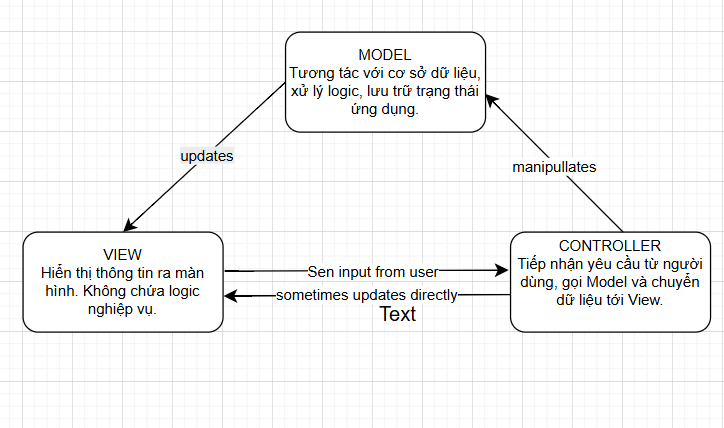 MODEL
Tương tác với cơ sở dữ liệu,
xử lý logic, lưu trữ trạng thái
ứng dụng.
updates
manipullates
VIEW
Hiển thị thông tin ra màn
hình. Không chứa logic
nghiệp vụ.
Sen input from user
sometimes updates directly
Text
CONTROLLER
Tiếp nhận yêu cầu từ người
dùng, gọi Model và chuyển
dữ liệu tới View.